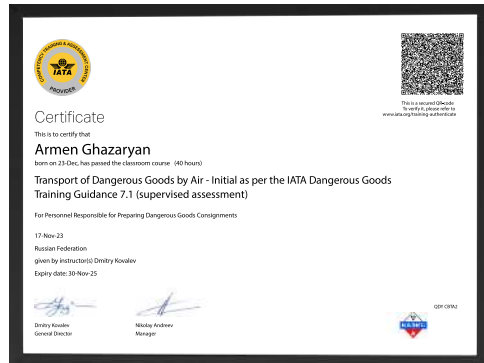 COMPETENCY TRAINING & ASSESSMENT CENTER
IATA
PROVIDER
This is a secured QR-code
To verify it, please refer to
www.iata.org/training-authenticate
Certificate
This is to certify that
Armen Ghazaryan
born on 23-Dec, has passed the classroom course (40 hours)
Transport of Dangerous Goods by Air - Initial as per the IATA Dangerous Goods
Training Guidance 7.1 (supervised assessment)
For Personnel Responsible for Preparing Dangerous Goods Consignments
17-Nov-23
Russian Federation
given by instructor(s) Dmitry Kovalev
Expiry date: 30-Nov-25
Dmitry Kovalev
General Director
Nikolay Andreev
Manager
QDY CBTA2